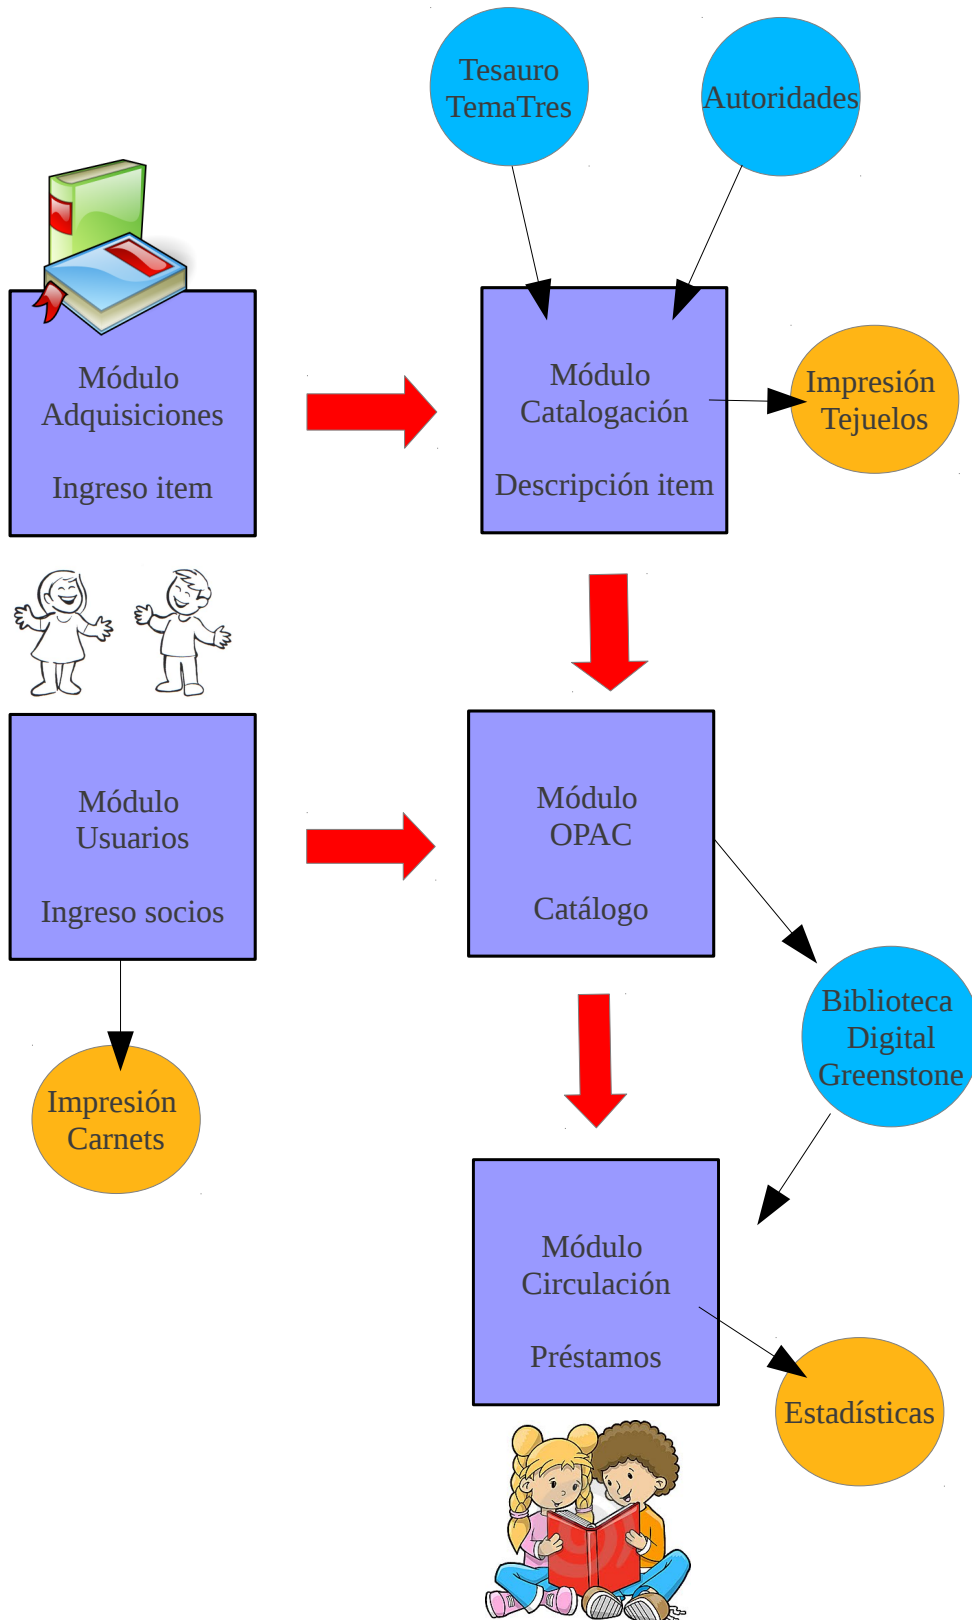 Tesauro
TemaTres
Autoridades
Módulo
Adquisiciones
Ingreso item
Módulo
Catalogación
Descripción item
Impresión
Tejuelos
Módulo
Usuarios
Ingreso socios
Módulo
OPAC
Catálogo
Biblioteca
Digital
Greenstone
Impresión
Carnets
Módulo
Circulación
Préstamos
Estadísticas